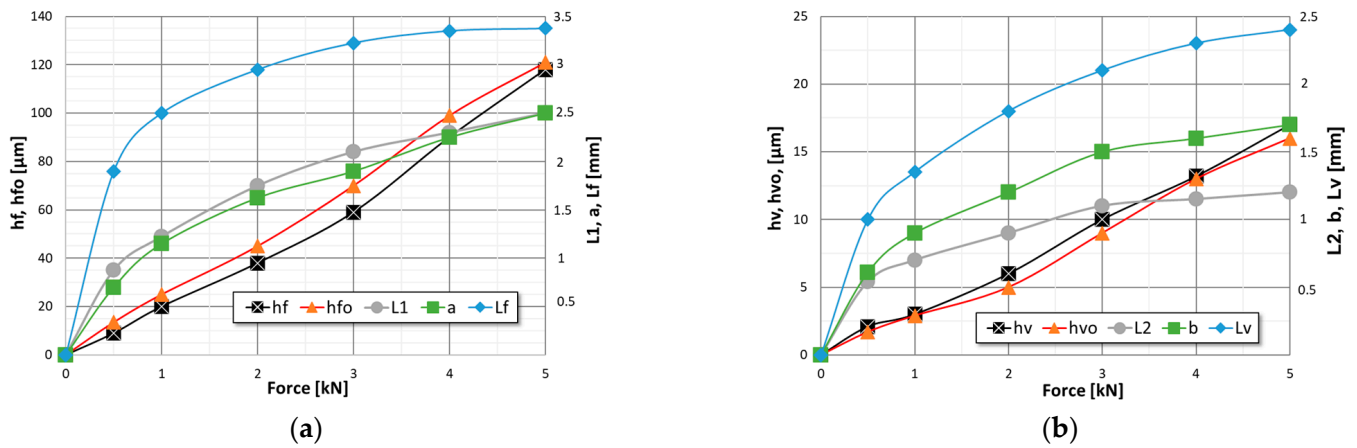 140
120
100
80
60
40
20
0
hf, hfo [µm]
3.5
3
2.5
2
1.5
1
0.5
L1, a, Lf [mm]
hf hfo L1 a Lf
0 1 2 3 4 5
Force [kN]
(a)
25
20
15
10
5
0
hv, hvo, [µm]
2.5
2
1.5
1
0.5
L2, b, Lv [mm]
hv hvo L2 b Lv
0 1 2 3 4 5
Force [kN]
(b)